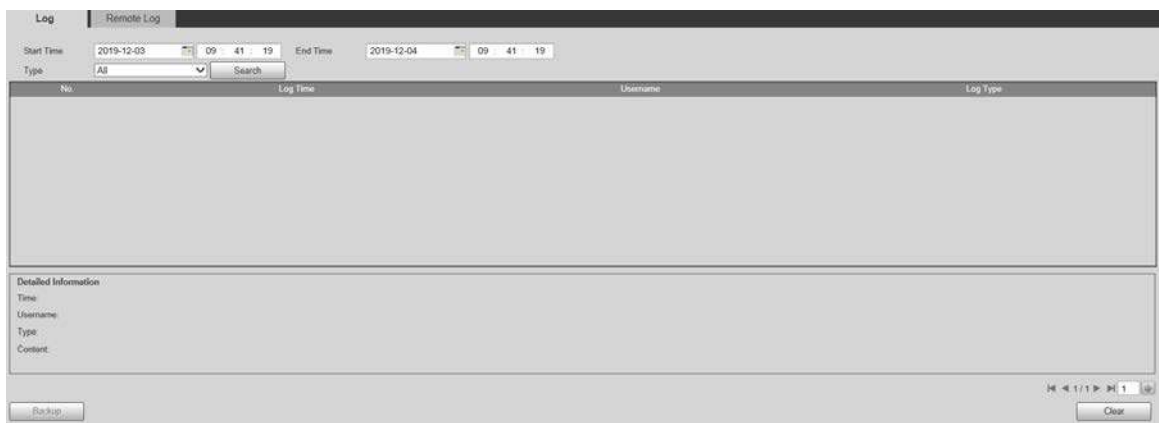 Log Remote Log
Start Time 2019-12-03 09 : 41 : 19 End Time 2019-12-04 09 : 41 : 19
Type All Search
No. Log Time Username Log Type
Detailed Information
Time:
Username:
Type:
Content:
1/1 1
Backup Clear